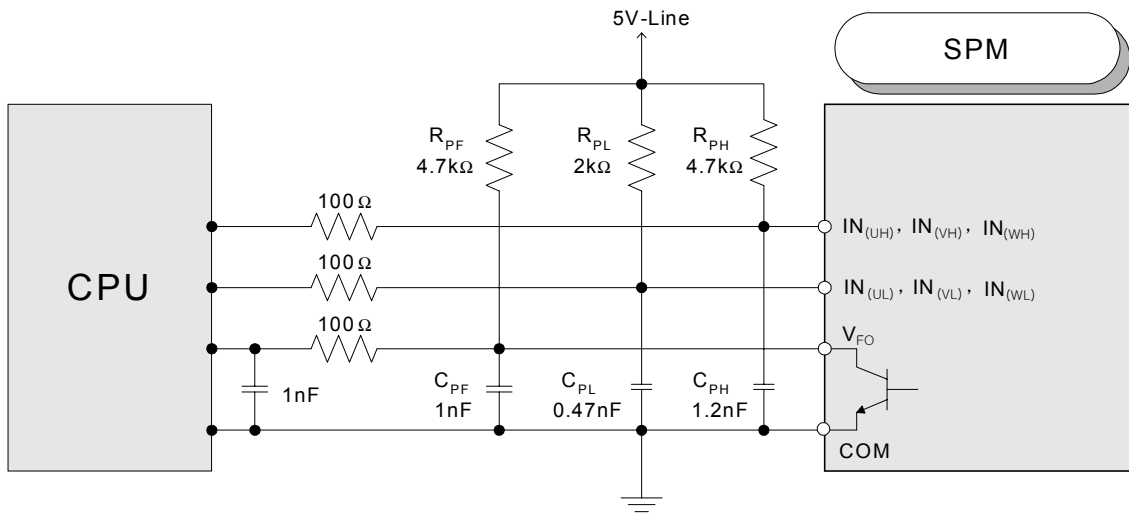 5V-Line
SPM
R_PF
4.7kΩ
R_PL
2kΩ
R_PH
4.7kΩ
100Ω
IN(UH), IN(VH), IN(WH)
CPU
100Ω
IN(UL), IN(VL), IN(WL)
100Ω
V_FO
1nF
C_PF
1nF
C_PL
0.47nF
C_PH
1.2nF
COM